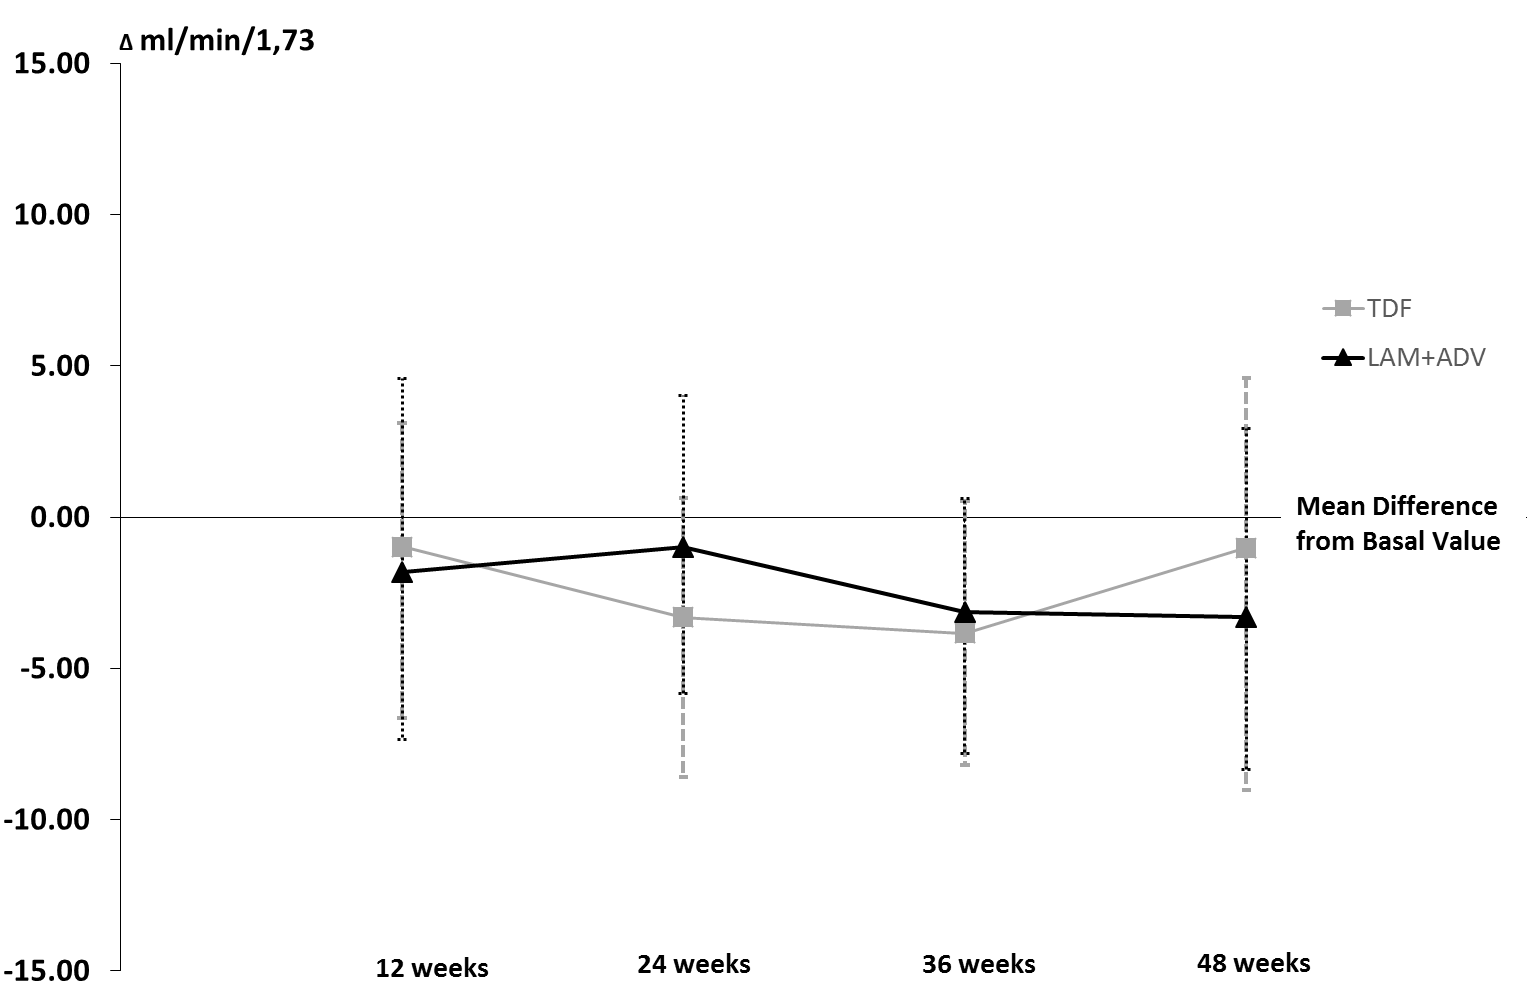 Δ ml/min/1,73
15.00
10.00
5.00
0.00
-5.00
-10.00
-15.00
TDF
LAM+ADV
Mean Difference
from Basal Value
12 weeks
24 weeks
36 weeks
48 weeks